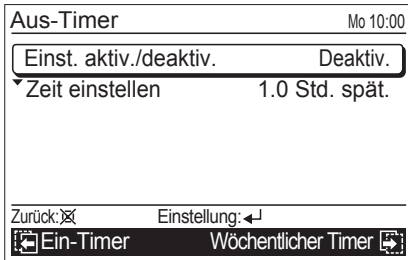 Aus-Timer Mo 10:00
Einst. aktiv./deaktiv. Deaktiv.
Zeit einstellen 1.0 Std. spät.
Zurück: Einstellung:
Ein-Timer Wöchentlicher Timer